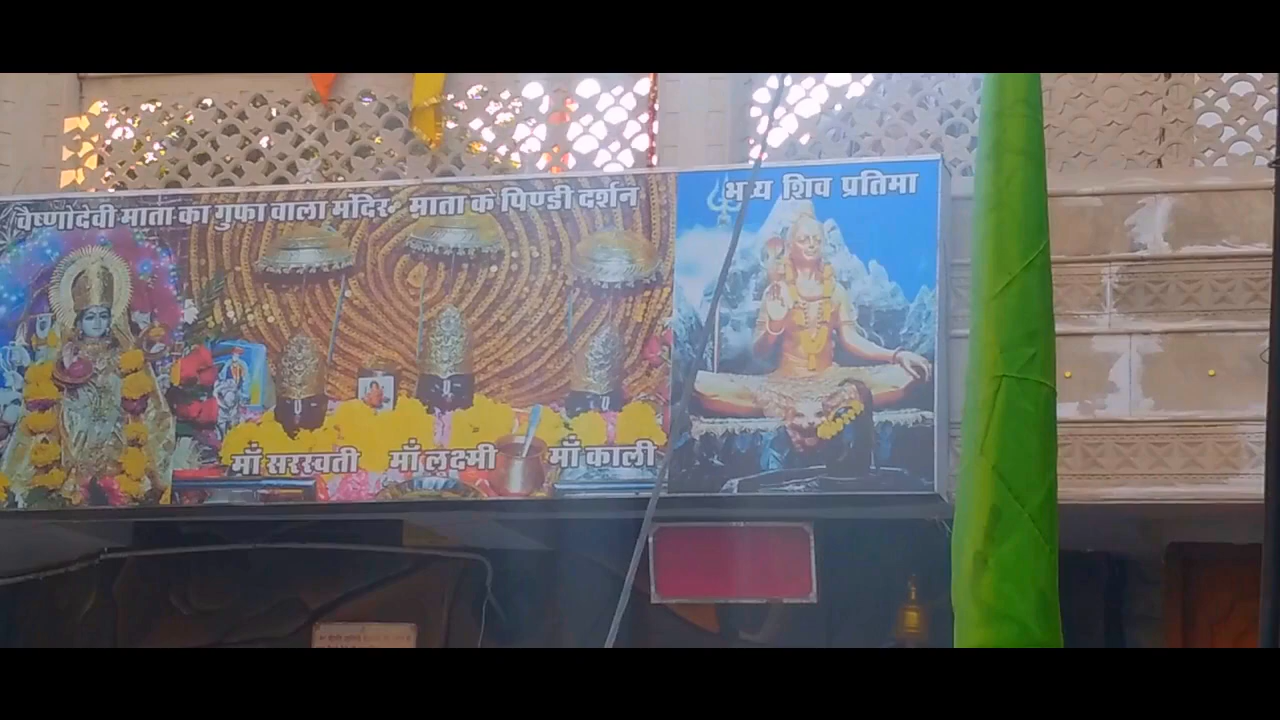 वैष्णोदेवी माता का गुफा वाला मंदिर: माता के पिण्डी दर्शन
भव्य शिव प्रतिमा
माँ सरस्वती माँ लक्ष्मी माँ काली